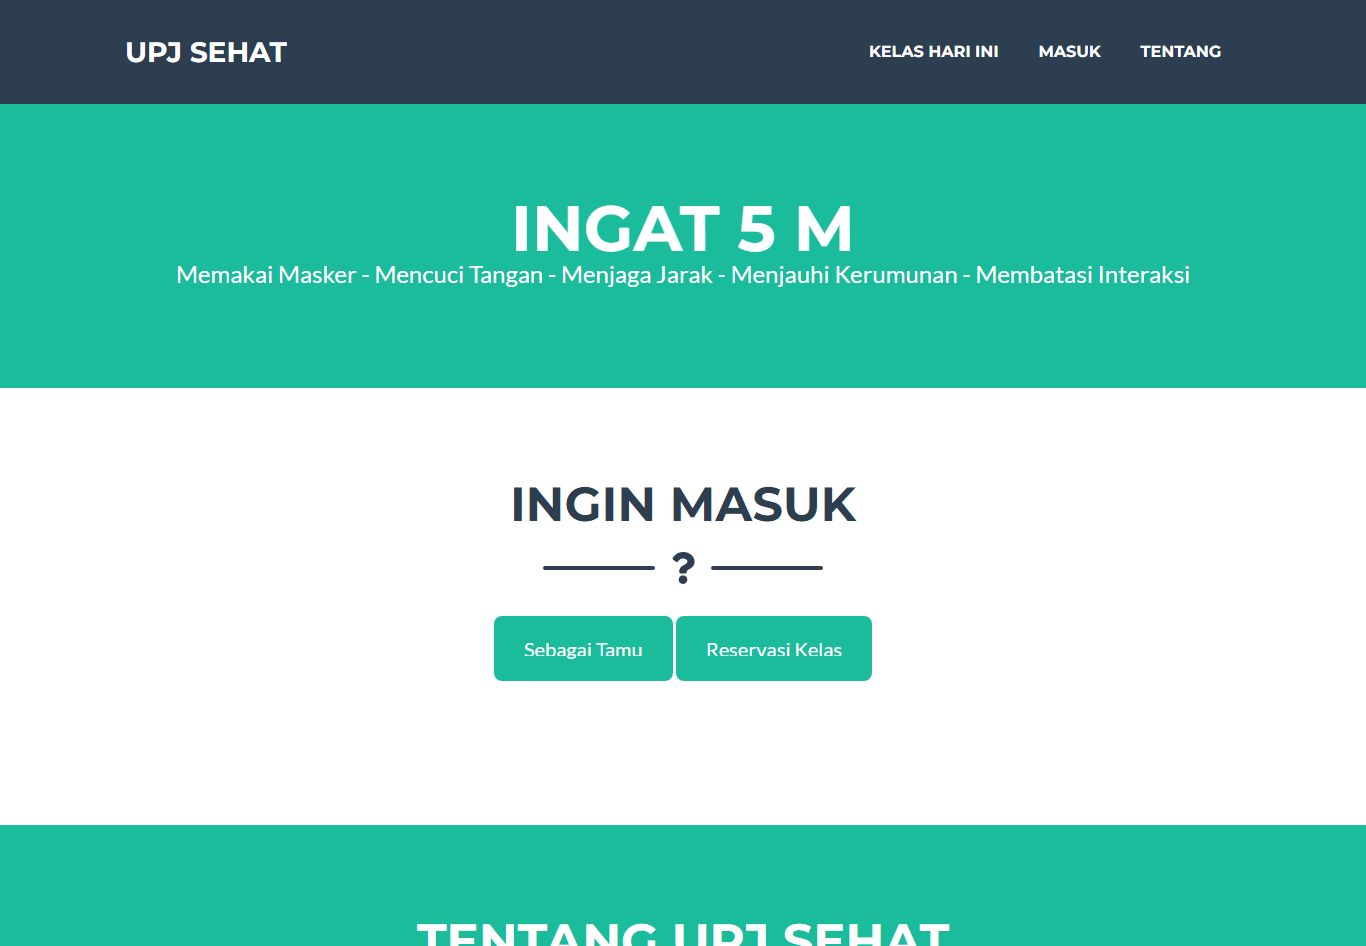 UPJ SEHAT
KELAS HARI INI MASUK TENTANG
INGAT 5 M
Memakai Masker - Mencuci Tangan - Menjaga Jarak - Menjauhi Kerumunan - Membatasi Interaksi
INGIN MASUK
?
Sebagai Tamu Reservasi Kelas
TENTANG UPJ SEHAT